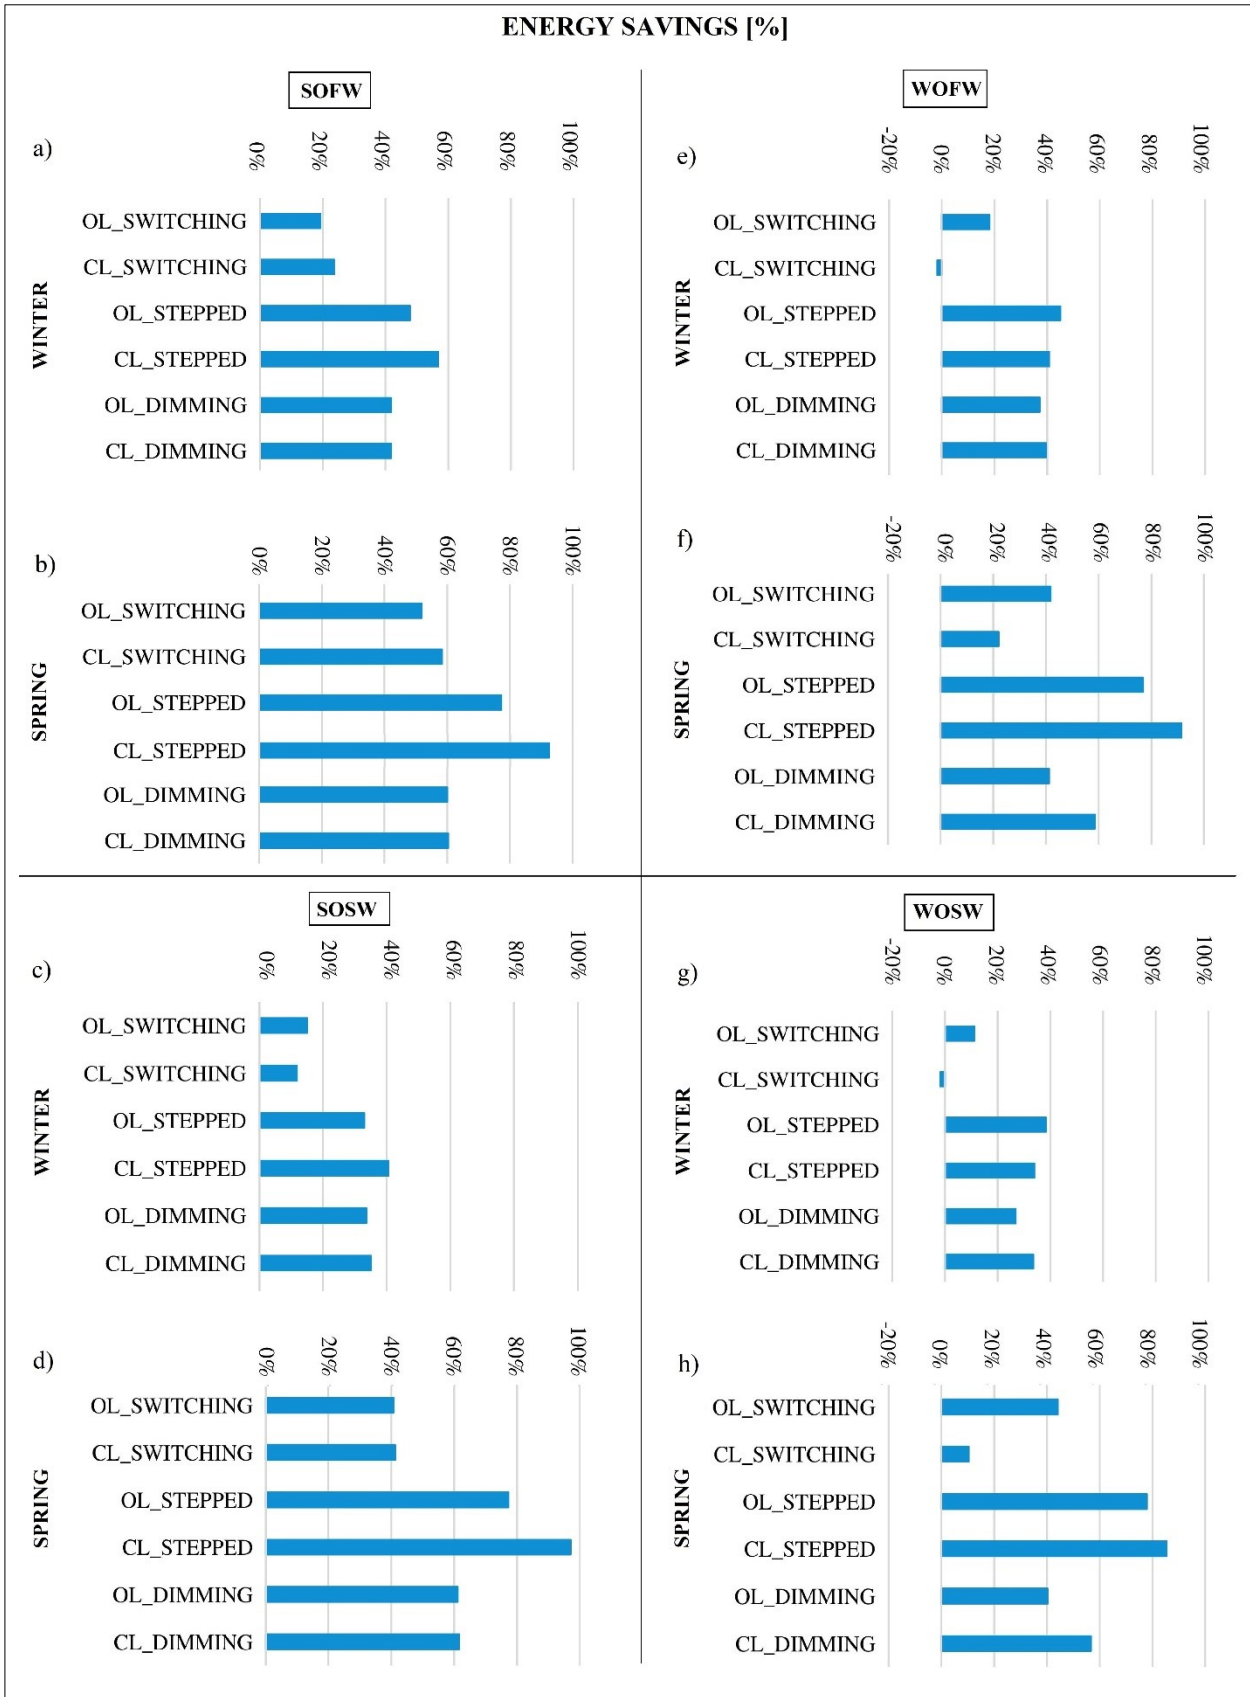 ENERGY SAVINGS [%]
SOFW
a)
0% 20% 40% 60% 80% 100%
WINTER
OL_SWITCHING
CL_SWITCHING
OL_STEPPED
CL_STEPPED
OL_DIMMING
CL_DIMMING
b)
0% 20% 40% 60% 80% 100%
SPRING
OL_SWITCHING
CL_SWITCHING
OL_STEPPED
CL_STEPPED
OL_DIMMING
CL_DIMMING
WOFW
e)
-20% 0% 20% 40% 60% 80% 100%
WINTER
OL_SWITCHING
CL_SWITCHING
OL_STEPPED
CL_STEPPED
OL_DIMMING
CL_DIMMING
f)
-20% 0% 20% 40% 60% 80% 100%
SPRING
OL_SWITCHING
CL_SWITCHING
OL_STEPPED
CL_STEPPED
OL_DIMMING
CL_DIMMING
SOSW
c)
0% 20% 40% 60% 80% 100%
WINTER
OL_SWITCHING
CL_SWITCHING
OL_STEPPED
CL_STEPPED
OL_DIMMING
CL_DIMMING
d)
0% 20% 40% 60% 80% 100%
SPRING
OL_SWITCHING
CL_SWITCHING
OL_STEPPED
CL_STEPPED
OL_DIMMING
CL_DIMMING
WOSW
g)
-20% 0% 20% 40% 60% 80% 100%
WINTER
OL_SWITCHING
CL_SWITCHING
OL_STEPPED
CL_STEPPED
OL_DIMMING
CL_DIMMING
h)
-20% 0% 20% 40% 60% 80% 100%
SPRING
OL_SWITCHING
CL_SWITCHING
OL_STEPPED
CL_STEPPED
OL_DIMMING
CL_DIMMING